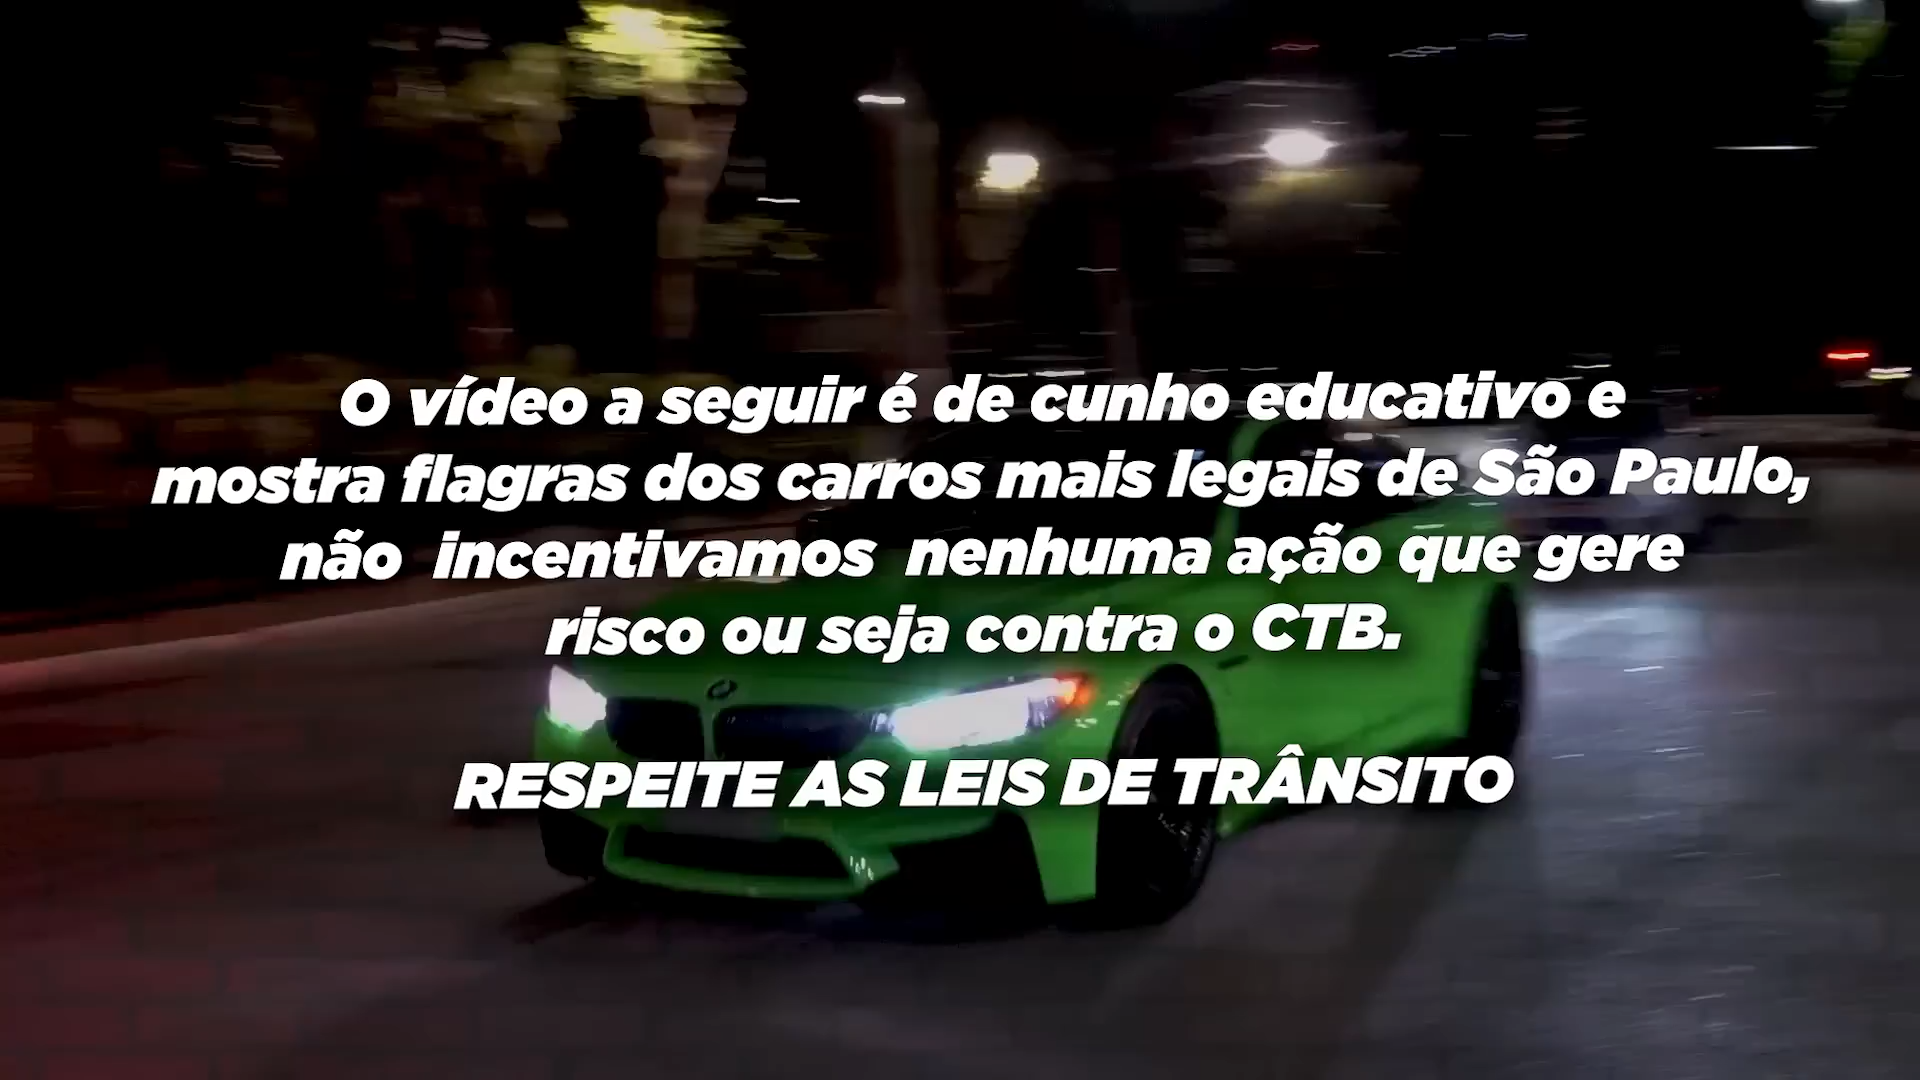 O vídeo a seguir é de cunho educativo e
mostra flagras dos carros mais legais de São Paulo,
não incentivamos nenhuma ação que gere
risco ou seja contra o CTB.
RESPEITE AS LEIS DE TRÂNSITO